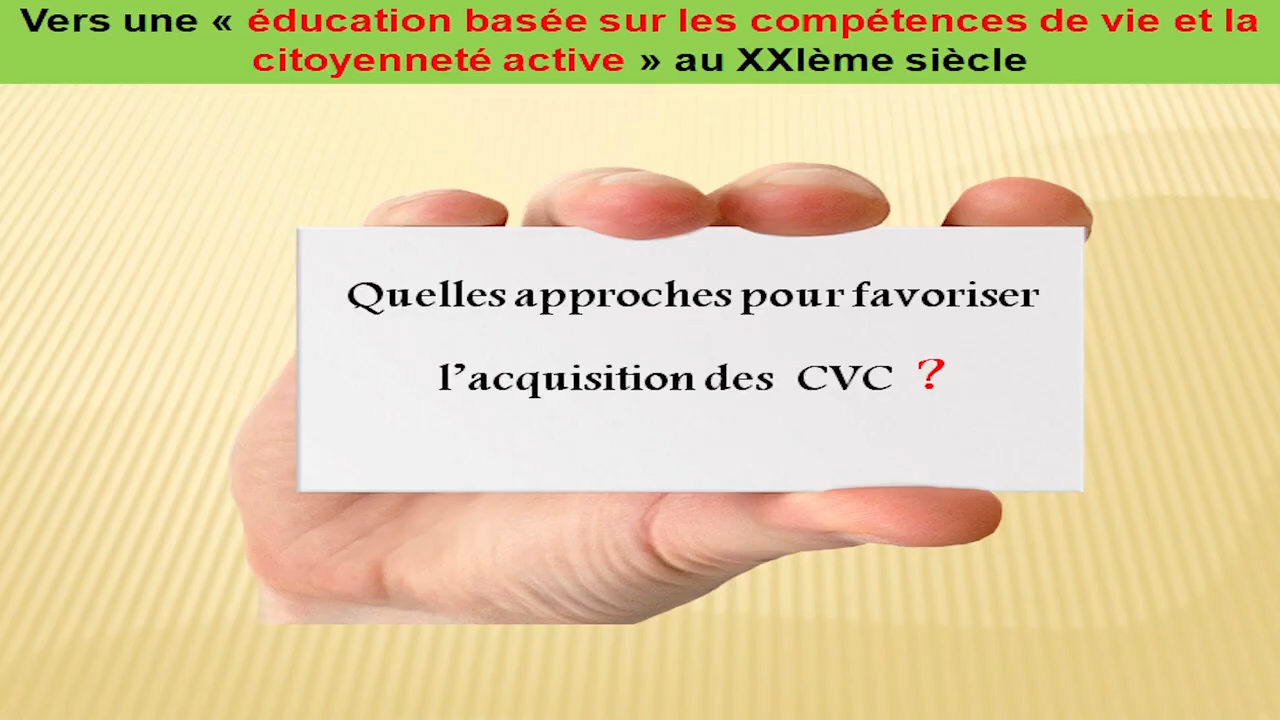 Vers une « éducation basée sur les compétences de vie et la
citoyenneté active » au XXIème siècle
Quelles approches pour favoriser
l'acquisition des CVC ?